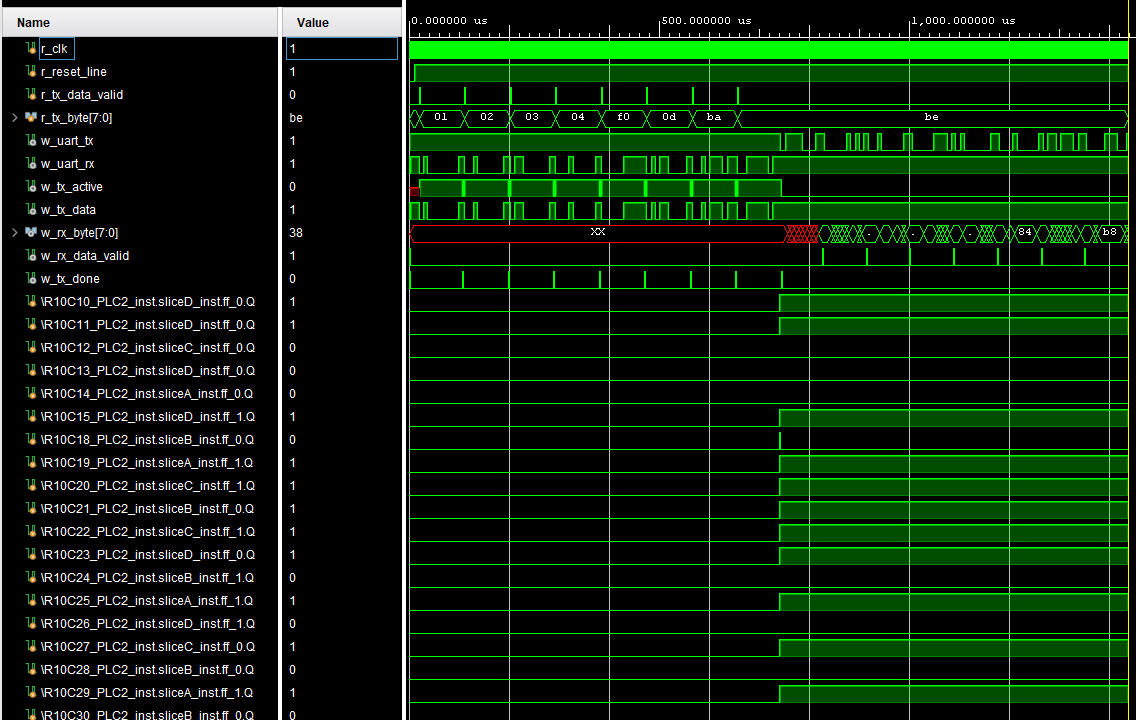 Name Value
0.000000 us 500.000000 us 1,000.000000 us
r_clk 1
r_reset_line 1
r_tx_data_valid 0
r_tx_byte[7:0] be 01 02 03 04 f0 0d ba be
w_uart_tx 1
w_uart_rx 1
w_tx_active 0
w_tx_data 1
w_rx_byte[7:0] 38 XX . . . 84 b8
w_rx_data_valid 1
w_tx_done 0
\R10C10_PLC2_inst.sliceD_inst.ff_0.Q 1
\R10C11_PLC2_inst.sliceD_inst.ff_0.Q 1
\R10C12_PLC2_inst.sliceC_inst.ff_0.Q 0
\R10C13_PLC2_inst.sliceD_inst.ff_0.Q 0
\R10C14_PLC2_inst.sliceA_inst.ff_0.Q 0
\R10C15_PLC2_inst.sliceD_inst.ff_1.Q 1
\R10C18_PLC2_inst.sliceB_inst.ff_0.Q 0
\R10C19_PLC2_inst.sliceA_inst.ff_1.Q 1
\R10C20_PLC2_inst.sliceC_inst.ff_1.Q 1
\R10C21_PLC2_inst.sliceB_inst.ff_0.Q 1
\R10C22_PLC2_inst.sliceC_inst.ff_1.Q 1
\R10C23_PLC2_inst.sliceD_inst.ff_0.Q 1
\R10C24_PLC2_inst.sliceB_inst.ff_1.Q 0
\R10C25_PLC2_inst.sliceA_inst.ff_1.Q 1
\R10C26_PLC2_inst.sliceD_inst.ff_1.Q 0
\R10C27_PLC2_inst.sliceC_inst.ff_0.Q 1
\R10C28_PLC2_inst.sliceB_inst.ff_0.Q 0
\R10C29_PLC2_inst.sliceA_inst.ff_1.Q 1
\R10C30_PLC2_inst.sliceB_inst.ff_0.Q 0